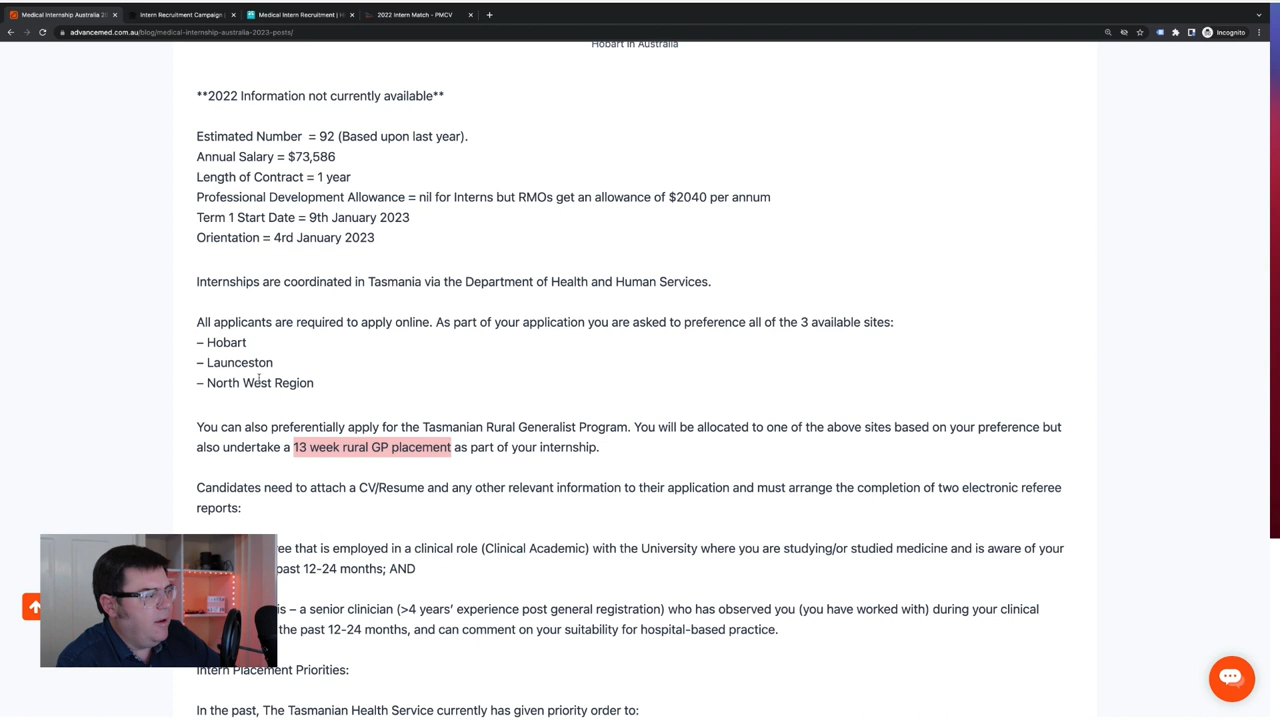 Medical Internship Australia 20
Intern Recruitment Campaign |
Medical Intern Recruitment | H
2022 Intern Match - PMCV
advancemed.com.au/blog/medical-internship-australia-2023-posts/
Incognito
Hobart in Australia
**2022 Information not currently available**
Estimated Number = 92 (Based upon last year).
Annual Salary = $73,586
Length of Contract = 1 year
Professional Development Allowance = nil for Interns but RMOs get an allowance of $2040 per annum
Term 1 Start Date = 9th January 2023
Orientation = 4rd January 2023
Internships are coordinated in Tasmania via the Department of Health and Human Services.
All applicants are required to apply online. As part of your application you are asked to preference all of the 3 available sites:
– Hobart
– Launceston
– North West Region
You can also preferentially apply for the Tasmanian Rural Generalist Program. You will be allocated to one of the above sites based on your preference but
also undertake a 13 week rural GP placement as part of your internship.
Candidates need to attach a CV/Resume and any other relevant information to their application and must arrange the completion of two electronic referee
reports:
ee that is employed in a clinical role (Clinical Academic) with the University where you are studying/or studied medicine and is aware of your
past 12-24 months; AND
is – a senior clinician (>4 years' experience post general registration) who has observed you (you have worked with) during your clinical
the past 12-24 months, and can comment on your suitability for hospital-based practice.
Intern Placement Priorities:
In the past, The Tasmanian Health Service currently has given priority order to: